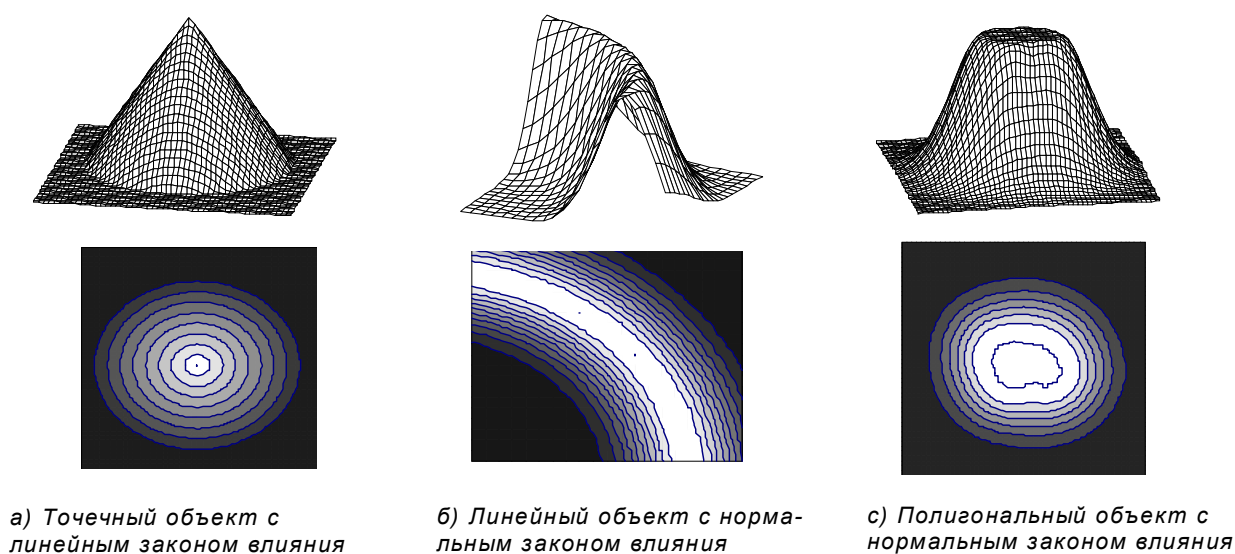 а) Точечный объект с
линейным законом влияния
б) Линейный объект с норма-
льным законом влияния
с) Полигональный объект с
нормальным законом влияния